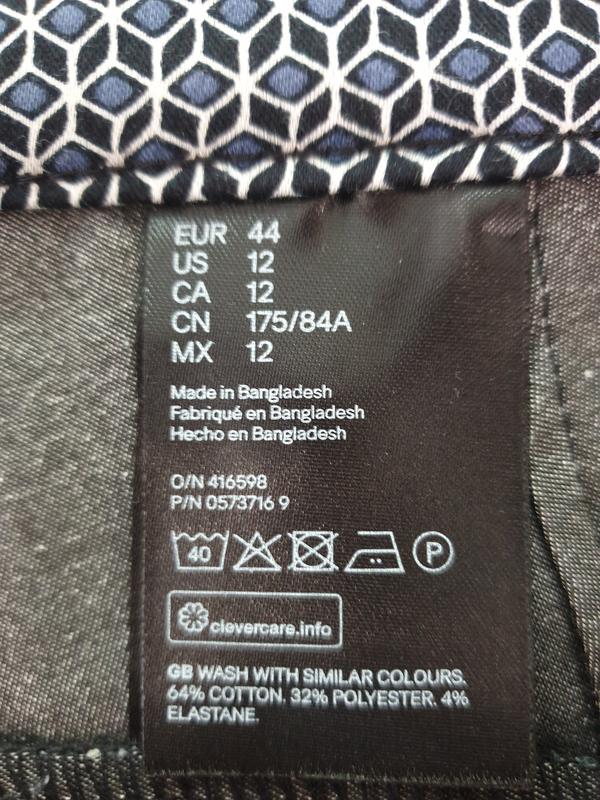 EUR 44
US 12
CA 12
CN 175/84A
MX 12
Made in Bangladesh
Fabriqué en Bangladesh
Hecho en Bangladesh
O/N 416598
P/N 0573716 9
40 P
clevercare.info
GB WASH WITH SIMILAR COLOURS.
64% COTTON. 32% POLYESTER. 4%
ELASTANE.